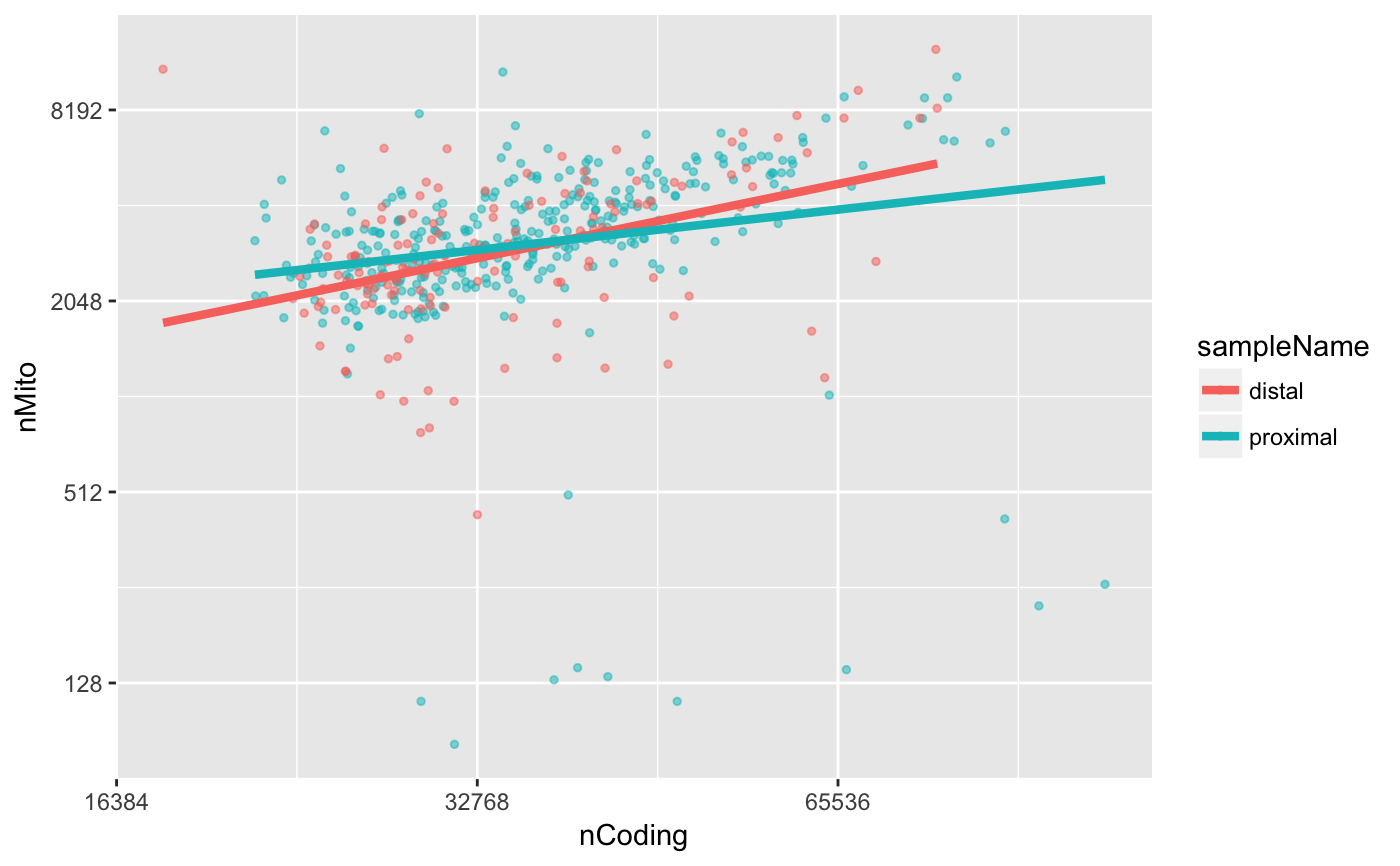 8192
2048
512
128
nMito
16384
32768
65536
nCoding
sampleName
distal
proximal